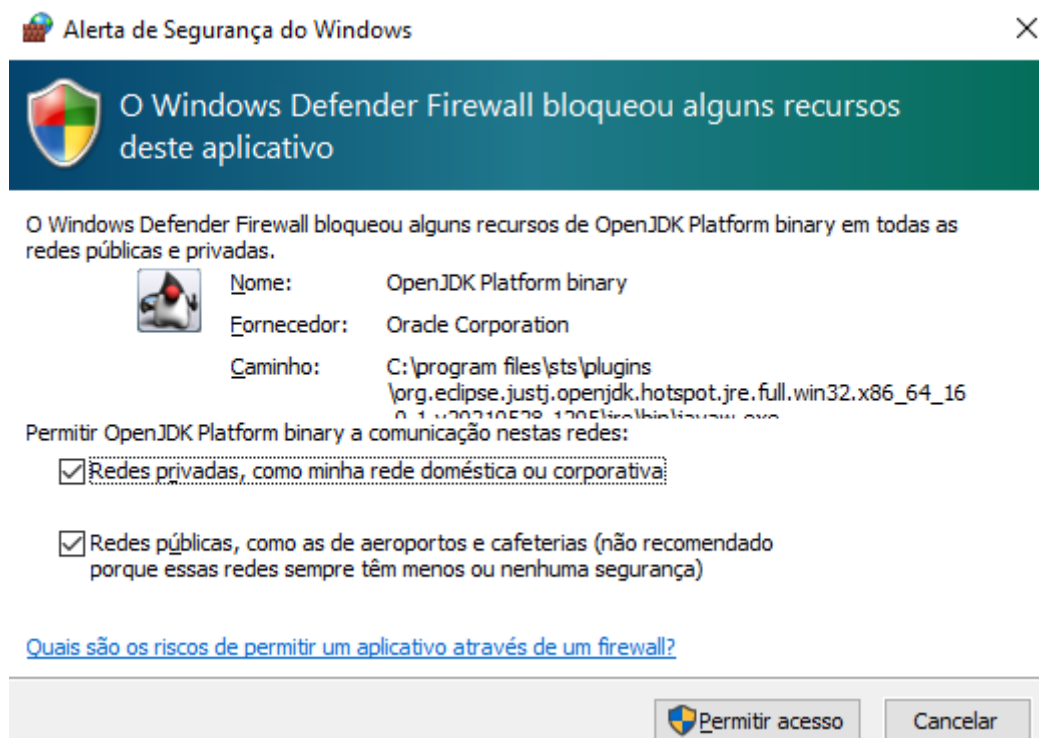 Alerta de Segurança do Windows
O Windows Defender Firewall bloqueou alguns recursos
deste aplicativo
O Windows Defender Firewall bloqueou alguns recursos de OpenJDK Platform binary em todas as
redes públicas e privadas.
Nome: OpenJDK Platform binary
Fornecedor: Oracle Corporation
Caminho: C:\program files\sts\plugins
\org.eclipse.justj.openjdk.hotspot.jre.full.win32.x86_64_16
Permitir OpenJDK Platform binary a comunicação nestas redes:
Redes privadas, como minha rede doméstica ou corporativa
Redes públicas, como as de aeroportos e cafeterias (não recomendado
porque essas redes sempre têm menos ou nenhuma segurança)
Quais são os riscos de permitir um aplicativo através de um firewall?
Permitir acesso
Cancelar